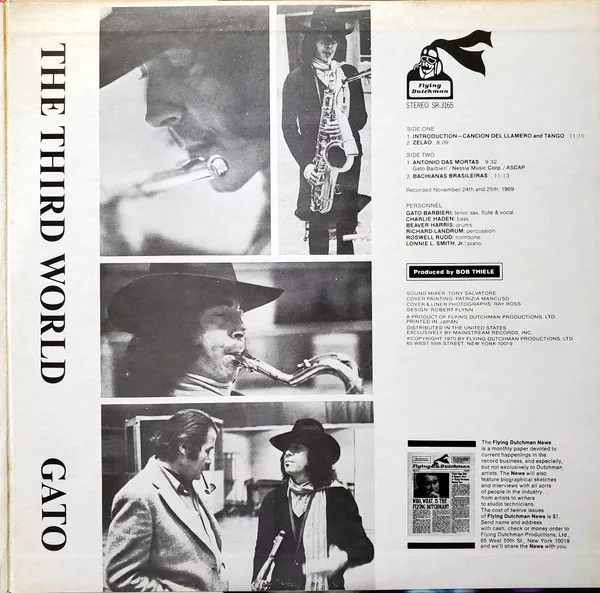 THE THIRD WORLD GATO
Flying
Dutchman
STEREO SR-3165
SIDE ONE
1. INTRODUCTION—CANCION DEL LLAMERO and TANGO 11:10
2. ZELAO 8:09
SIDE TWO
1. ANTONIO DAS MORTAS 9:32
Gato Barbieri / Nessie Music Corp. / ASCAP
2. BACHIANAS BRASILEIRAS 11:13
Recorded November 24th and 25th, 1969
PERSONNEL
GATO BARBIERI; tenor sax, flute & vocal
CHARLIE HADEN; bass
BEAVER HARRIS; drums
RICHARD LANDRUM; percussion
ROSWELL RUDD; trombone
LONNIE L. SMITH, Jr.; piano
Produced by BOB THIELE
SOUND MIXER: TONY SALVATORE
COVER PAINTING: PATRIZIA MANCUSO
COVER & LINER PHOTOGRAPHS: RAY ROSS
DESIGN: ROBERT FLYNN
A PRODUCT OF FLYING DUTCHMAN PRODUCTIONS, LTD.
PRINTED IN JAPAN
DISTRIBUTED IN THE UNITED STATES
EXCLUSIVELY BY MAINSTREAM RECORDS, INC.
©COPYRIGHT 1970 BY FLYING DUTCHMAN PRODUCTIONS, LTD.
65 WEST 55th STREET, NEW YORK 10019
Flying Dutchman
WHO, WHAT, IS THE
FLYING DUTCHMAN?
The Flying Dutchman News
is a monthly paper devoted to
current happenings in the
record business, and especially,
but not exclusively to Dutchman
artists. The News will also
feature biographical sketches
and interviews with all sorts
of people in the industry...
from artists to writers
to studio technicians.
The cost of twelve issues
of Flying Dutchman News is $1.
Send name and address
with cash, check or money order to
Flying Dutchman Productions, Ltd.,
65 West 55th St., New York 10019
and we'll share the News with you.